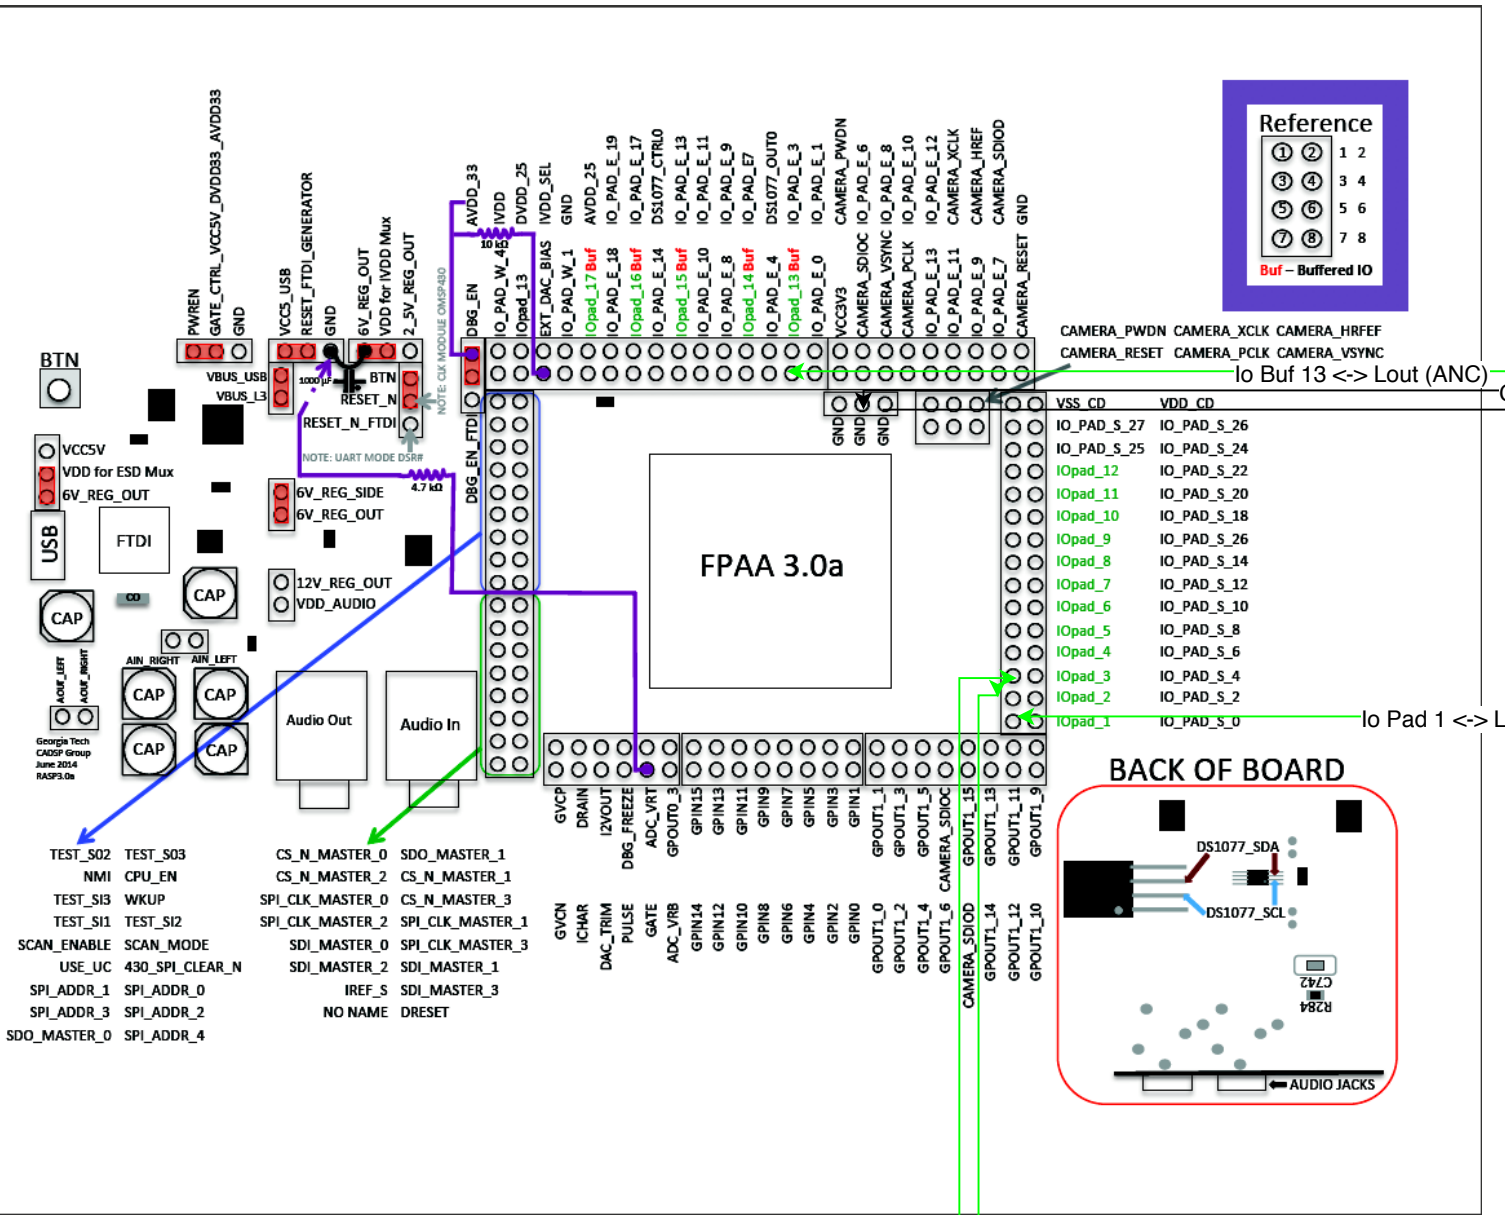 PWREN
GATE_CTRL_VCC5V_DVDD33_AVDD33
GND
VCC5_USB
RESET_FTDI_GENERATOR
GND
6V_REG_OUT
VDD for IVDD Mux
2_5V_REG_OUT
NOTE: CLK MODULE OMSP430
AVDD_33
IVDD
DVDD_25
IVDD_SEL
GND
AVDD_25
IO_PAD_E_19
IO_PAD_E_17
DS1077_CTRL0
IO_PAD_E_13
IO_PAD_E_11
IO_PAD_E_9
IO_PAD_E7
DS1077_OUT0
IO_PAD_E_3
IO_PAD_E_1
CAMERA_PWDN
IO_PAD_E_6
IO_PAD_E_8
IO_PAD_E_10
IO_PAD_E_12
CAMERA_XCLK
CAMERA_HREF
CAMERA_SDIOD
GND
10 kΩ
DBG_EN
IO_PAD_W_4
IOpad_13
EXT_DAC_BIAS
IO_PAD_W_1
IOpad_17 Buf
IO_PAD_E_18
IOpad_16 Buf
IO_PAD_E_14
IOpad_15 Buf
IO_PAD_E_10
IO_PAD_E_8
IOpad_14 Buf
IO_PAD_E_4
IOpad_13 Buf
IO_PAD_E_0
VCC3V3
CAMERA_SDIOC
CAMERA_VSYNC
CAMERA_PCLK
IO_PAD_E_13
IO_PAD_E_11
IO_PAD_E_9
IO_PAD_E_7
CAMERA_RESET
Reference
1 2 1 2
3 4 3 4
5 6 5 6
7 8 7 8
Buf – Buffered IO
CAMERA_PWDN CAMERA_XCLK CAMERA_HRFEF
CAMERA_RESET CAMERA_PCLK CAMERA_VSYNC
Io Buf 13 <-> Lout (ANC)
BTN
VBUS_USB
VBUS_L3
1000 µF
BTN
RESET_N
RESET_N_FTDI
NOTE: UART MODE DSR#
4.7 kΩ
DBG_EN_FTDI
GND
GND
GND
VCC5V
VDD for ESD Mux
6V_REG_OUT
USB
FTDI
6V_REG_SIDE
6V_REG_OUT
12V_REG_OUT
VDD_AUDIO
CAP
CO
CAP
AIN_RIGHT AIN_LEFT
AOUT_LEFT
AOUT_RIGHT
CAP CAP
CAP CAP
Georgia Tech
CADSP Group
June 2014
RASP3.0a
Audio Out
Audio In
FPAA 3.0a
VSS_CD VDD_CD
IO_PAD_S_27 IO_PAD_S_26
IO_PAD_S_25 IO_PAD_S_24
IOpad_12 IO_PAD_S_22
IOpad_11 IO_PAD_S_20
IOpad_10 IO_PAD_S_18
IOpad_9 IO_PAD_S_26
IOpad_8 IO_PAD_S_14
IOpad_7 IO_PAD_S_12
IOpad_6 IO_PAD_S_10
IOpad_5 IO_PAD_S_8
IOpad_4 IO_PAD_S_6
IOpad_3 IO_PAD_S_4
IOpad_2 IO_PAD_S_2
IOpad_1 IO_PAD_S_0
Io Pad 1 <-> L
GVCP
DRAIN
I2VOUT
DBG_FREEZE
ADC_VRT
GPOUT0_3
GPIN15
GPIN13
GPIN11
GPIN9
GPIN7
GPIN5
GPIN3
GPIN1
GPOUT1_1
GPOUT1_3
GPOUT1_5
CAMERA_SDIOC
GPOUT1_15
GPOUT1_13
GPOUT1_11
GPOUT1_9
GVCN
ICHAR
DAC_TRIM
PULSE
GATE
ADC_VRB
GPIN14
GPIN12
GPIN10
GPIN8
GPIN6
GPIN4
GPIN2
GPIN0
GPOUT1_0
GPOUT1_2
GPOUT1_4
GPOUT1_6
CAMERA_SDIOD
GPOUT1_14
GPOUT1_12
GPOUT1_10
TEST_S02 TEST_S03
NMI CPU_EN
TEST_SI3 WKUP
TEST_SI1 TEST_SI2
SCAN_ENABLE SCAN_MODE
USE_UC 430_SPI_CLEAR_N
SPI_ADDR_1 SPI_ADDR_0
SPI_ADDR_3 SPI_ADDR_2
SDO_MASTER_0 SPI_ADDR_4
CS_N_MASTER_0 SDO_MASTER_1
CS_N_MASTER_2 CS_N_MASTER_1
SPI_CLK_MASTER_0 CS_N_MASTER_3
SPI_CLK_MASTER_2 SPI_CLK_MASTER_1
SDI_MASTER_0 SPI_CLK_MASTER_3
SDI_MASTER_2 SDI_MASTER_1
IREF_S SDI_MASTER_3
NO NAME DRESET
BACK OF BOARD
DS1077_SDA
DS1077_SCL
C742
R284
AUDIO JACKS